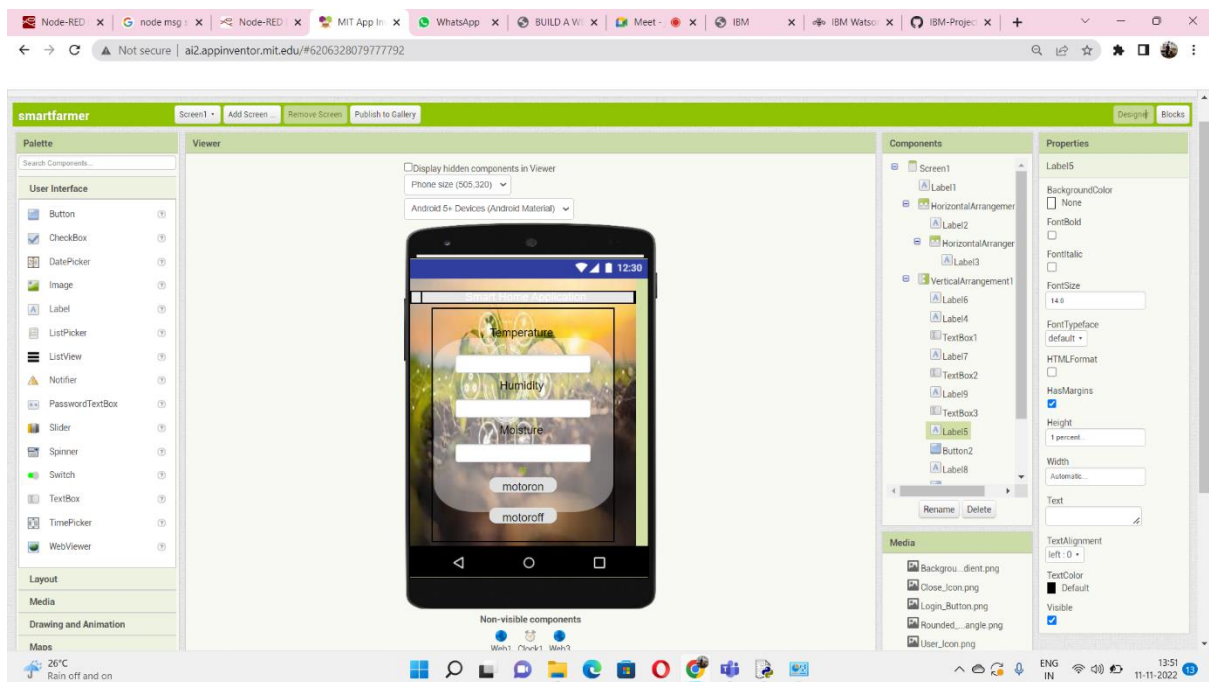 Node-RED
node msg
Node-RED
MIT App In
WhatsApp
BUILD A WE
Meet -
IBM
IBM Watso
IBM-Projec
Not secure | ai2.appinventor.mit.edu/#6206328079777792
smartfarmer
Screen1
Add Screen ...
Remove Screen
Publish to Gallery
Designer
Blocks
Palette
Search Components...
User Interface
Button
CheckBox
DatePicker
Image
Label
ListPicker
ListView
Notifier
PasswordTextBox
Slider
Spinner
Switch
TextBox
TimePicker
WebViewer
Layout
Media
Drawing and Animation
Maps
Viewer
Display hidden components in Viewer
Phone size (505,320)
Android 5+ Devices (Android Material)
12:30
Smart Home Application
Temperature
Humidity
Moisture
motoron
motoroff
Non-visible components
Web1 Clock1 Web3
Components
Screen1
Label1
HorizontalArrangemer
Label2
HorizontalArranger
Label3
VerticalArrangement1
Label6
Label4
TextBox1
Label7
TextBox2
Label9
TextBox3
Label5
Button2
Label8
Rename
Delete
Media
Backgrou...dient.png
Close_Icon.png
Login_Button.png
Rounded_...angle.png
User_Icon.png
Properties
Label5
BackgroundColor
None
FontBold
FontItalic
FontSize
14.0
FontTypeface
default
HTMLFormat
HasMargins
Height
1 percent...
Width
Automatic...
Text
TextAlignment
left : 0
TextColor
Default
Visible
26°C
Rain off and on
ENG
IN
13:51
11-11-2022
13